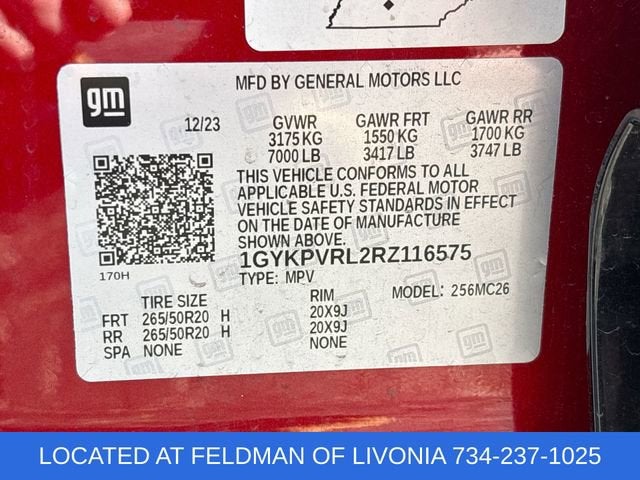 gm
MFD BY GENERAL MOTORS LLC
12/23
GVWR GAWR FRT GAWR RR
3175 KG 1550 KG 1700 KG
7000 LB 3417 LB 3747 LB
THIS VEHICLE CONFORMS TO ALL
APPLICABLE U.S. FEDERAL MOTOR
VEHICLE SAFETY STANDARDS IN EFFECT
ON THE DATE OF MANUFACTURE
SHOWN ABOVE.
170H
1GYKPVRL2RZ116575
TYPE: MPV MODEL: 256MC26
TIRE SIZE RIM
FRT 265/50R20 H 20X9J
RR 265/50R20 H 20X9J
SPA NONE NONE
LOCATED AT FELDMAN OF LIVONIA 734-237-1025